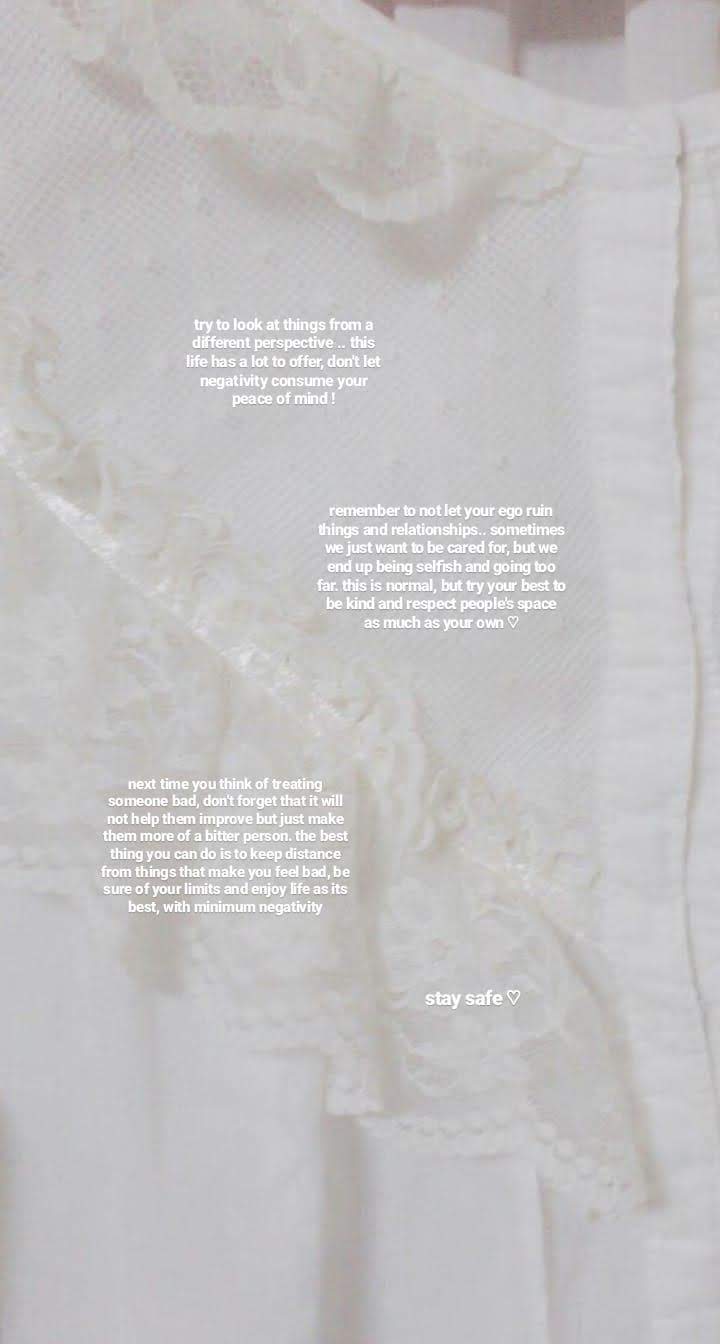 try to look at things from a
different perspective .. this
life has a lot to offer, don't let
negativity consume your
peace of mind !
remember to not let your ego ruin
things and relationships.. sometimes
we just want to be cared for, but we
end up being selfish and going too
far. this is normal, but try your best to
be kind and respect people's space
as much as your own ♡
next time you think of treating
someone bad, don't forget that it will
not help them improve but just make
them more of a bitter person. the best
thing you can do is to keep distance
from things that make you feel bad, be
sure of your limits and enjoy life as its
best, with minimum negativity
stay safe ♡